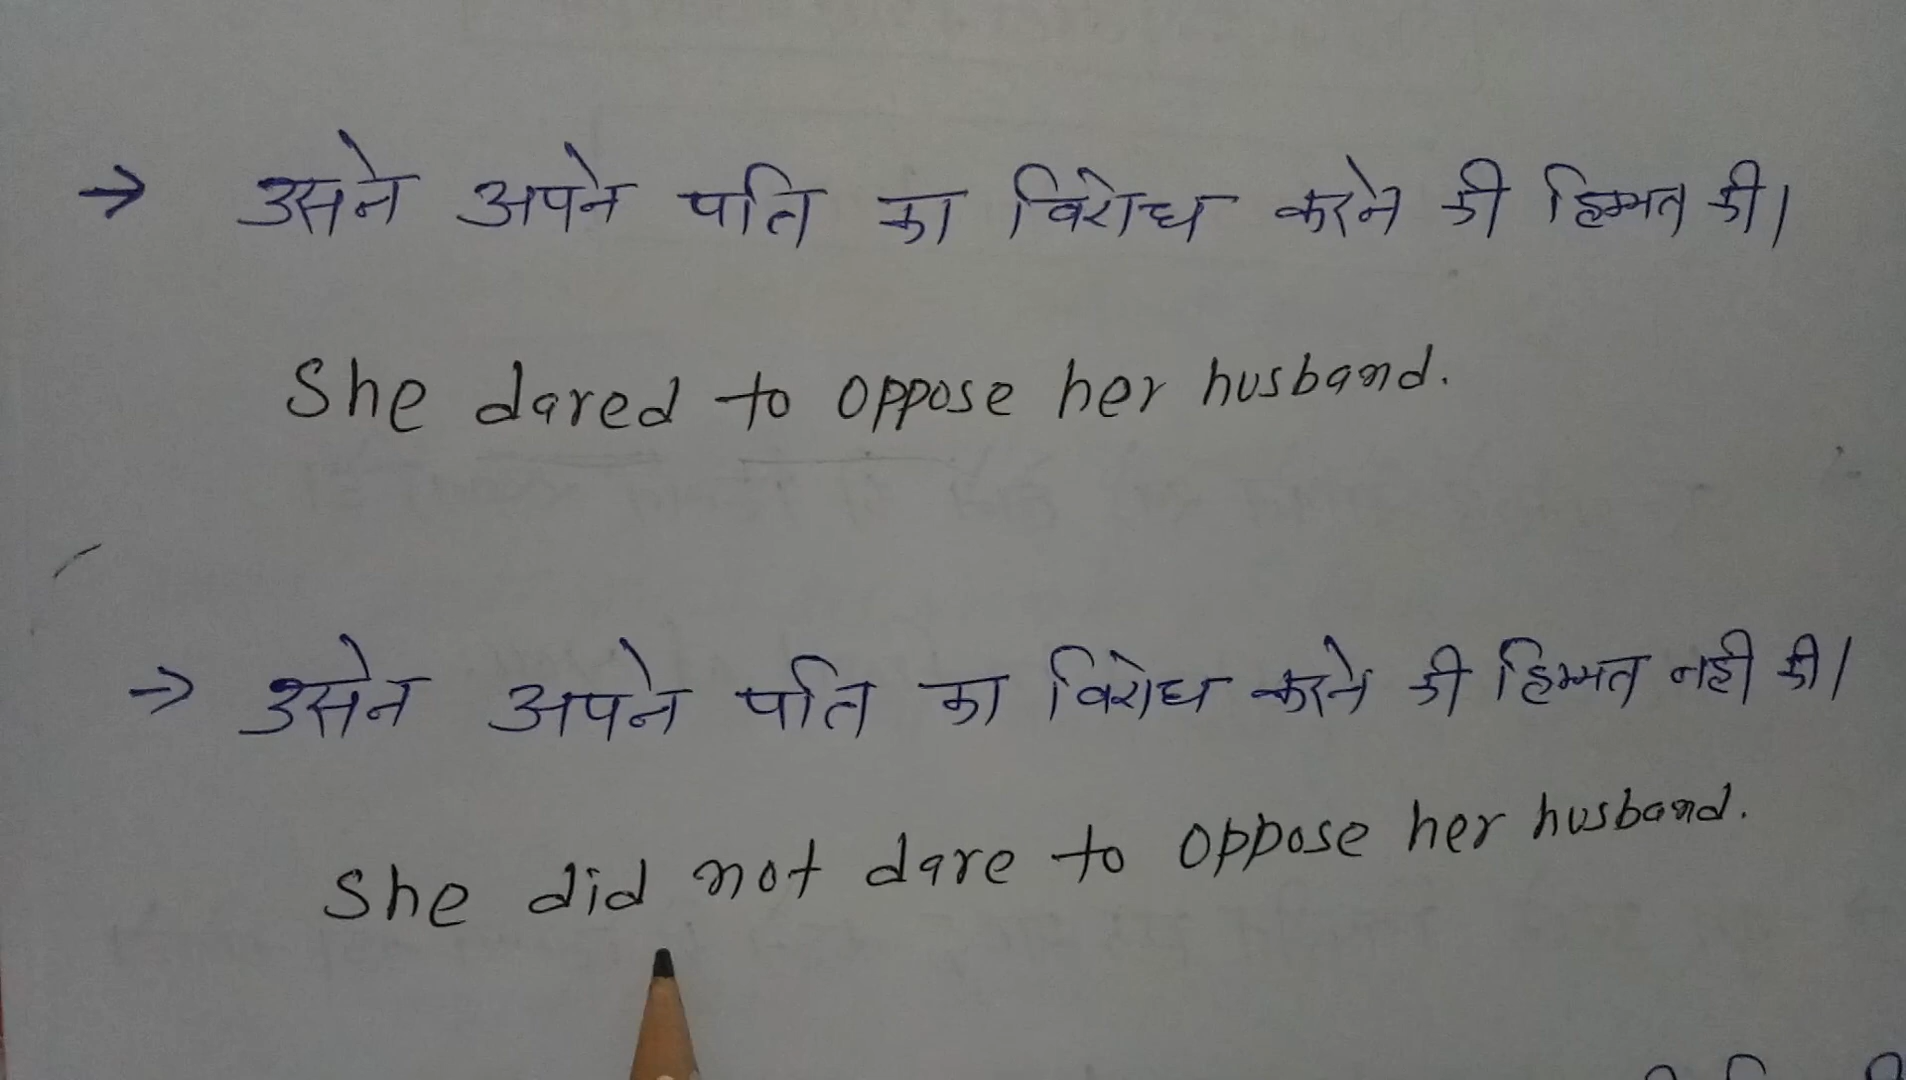 → उसने अपने पति का विरोध करने की हिम्मत की।
She dared to oppose her husband.
→ उसने अपने पति का विरोध करने की हिम्मत नही की।
She did not dare to oppose her husband.